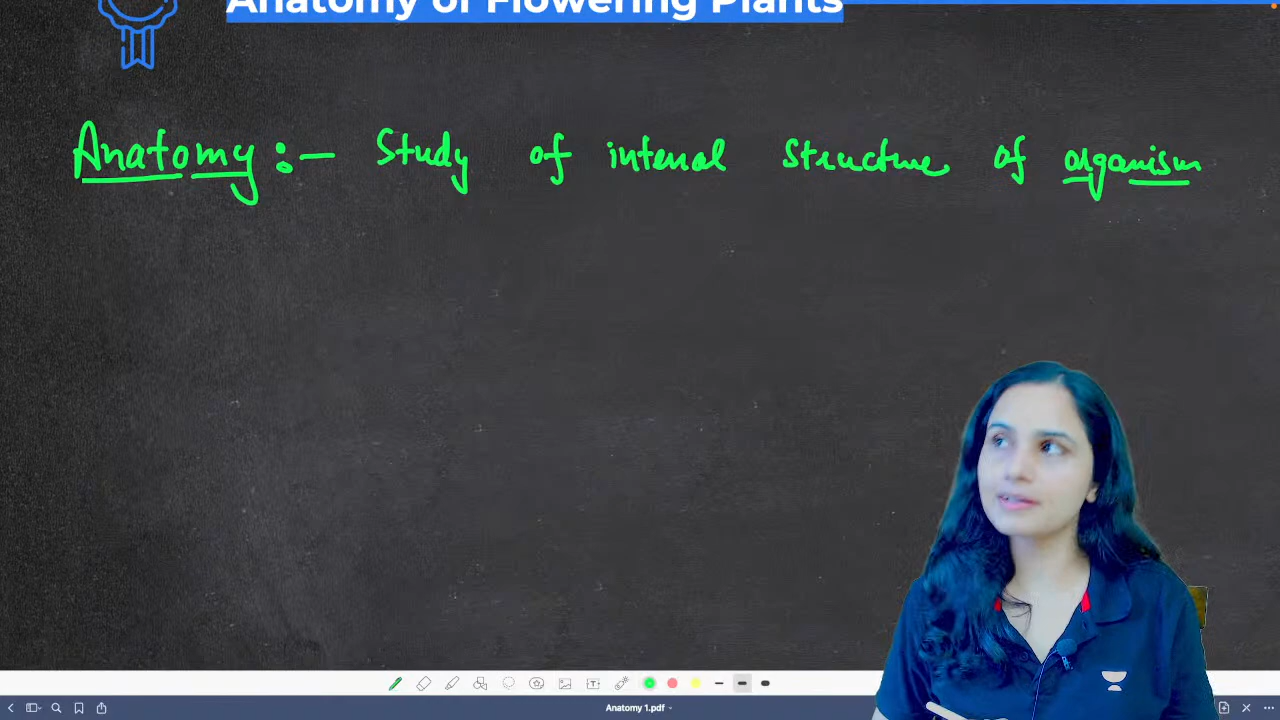 Anatomy of Flowering Plants
Anatomy :— Study of internal structure of organism
Anatomy 1.pdf